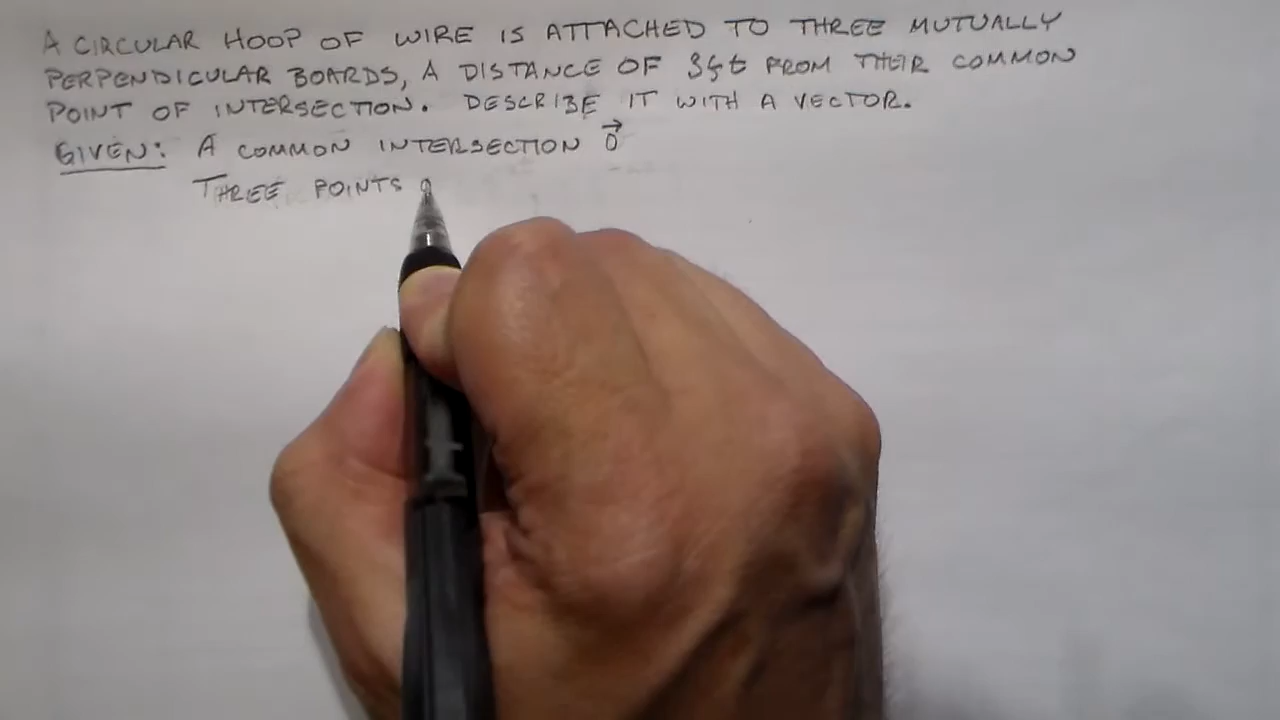 A CIRCULAR HOOP OF WIRE IS ATTACHED TO THREE MUTUALLY
PERPENDICULAR BOARDS, A DISTANCE OF 3ft FROM THEIR COMMON
POINT OF INTERSECTION. DESCRIBE IT WITH A VECTOR.
GIVEN: A COMMON INTERSECTION 0⃗
THREE POINTS